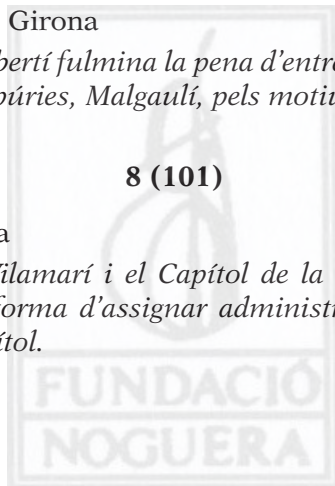 Girona
bertí fulmina la pena d'entre
púries, Malgaulí, pels motiu
8 (101)
a
Vilamarí i el Capítol de la
forma d'assignar administr
ítol.
FUNDACIÓ
NOGUERA